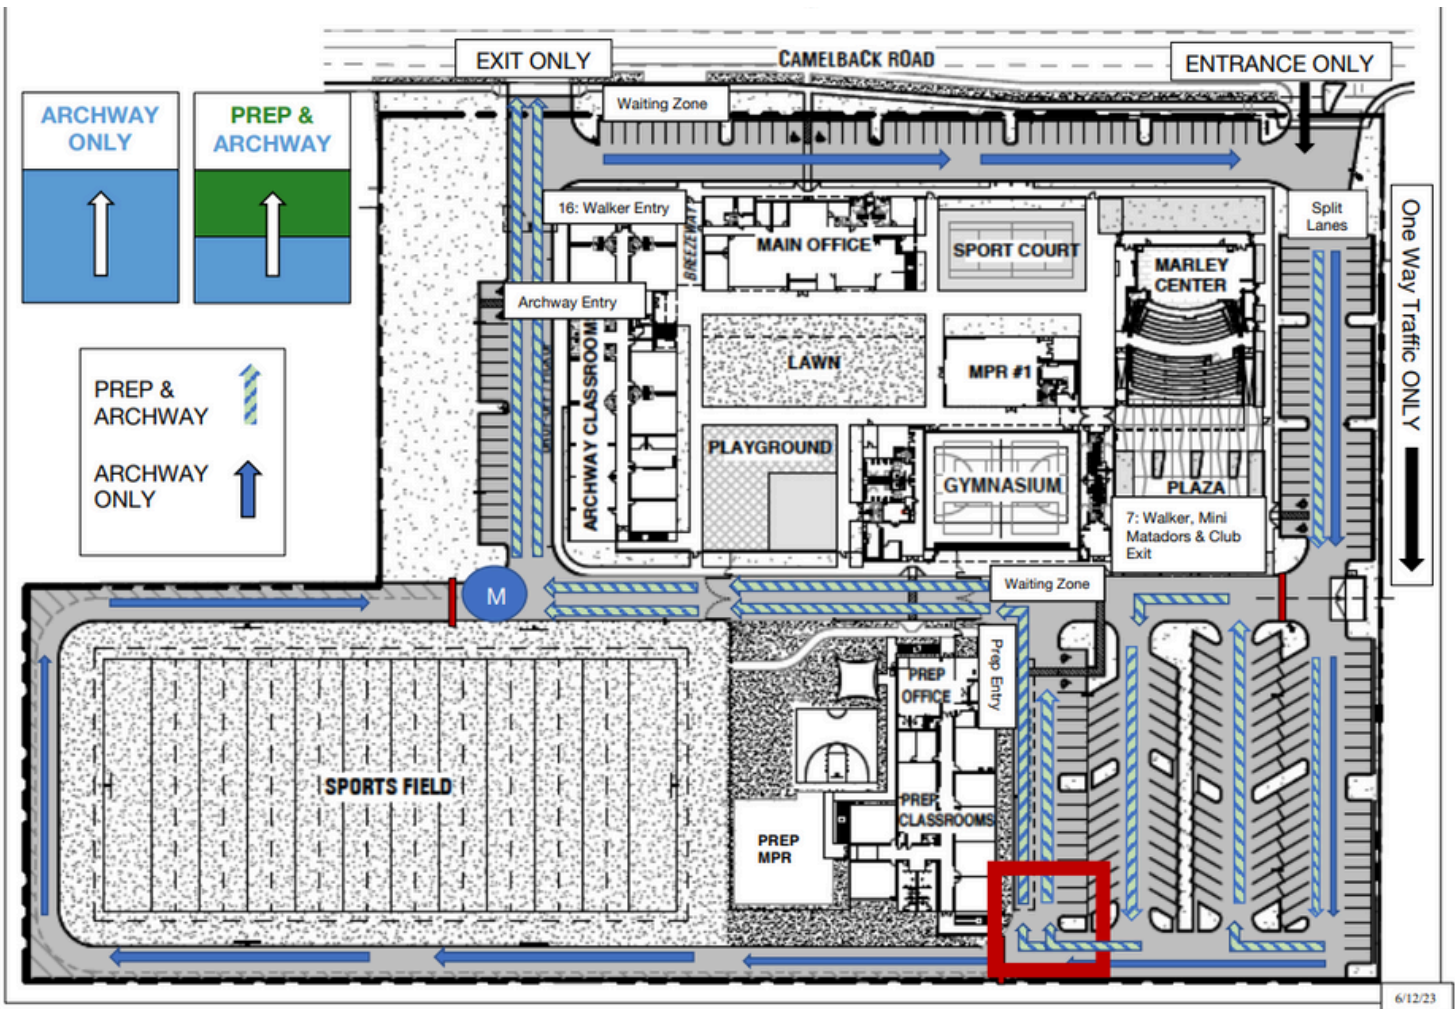 CAMELBACK ROAD
EXIT ONLY
ENTRANCE ONLY
Waiting Zone
ARCHWAY
ONLY
PREP &
ARCHWAY
16: Walker Entry
BREEZEWAY
MAIN OFFICE
SPORT COURT
MARLEY
CENTER
Split
Lanes
One Way Traffic ONLY
Archway Entry
ARCHWAY CLASSROOM
LAWN
MPR #1
PREP &
ARCHWAY
ARCHWAY
ONLY
PLAYGROUND
GYMNASIUM
PLAZA
7: Walker, Mini
Matadors & Club
Exit
M
Waiting Zone
Prep Entry
PREP
OFFICE
SPORTS FIELD
PREP
CLASSROOMS
PREP
MPR
6/12/23